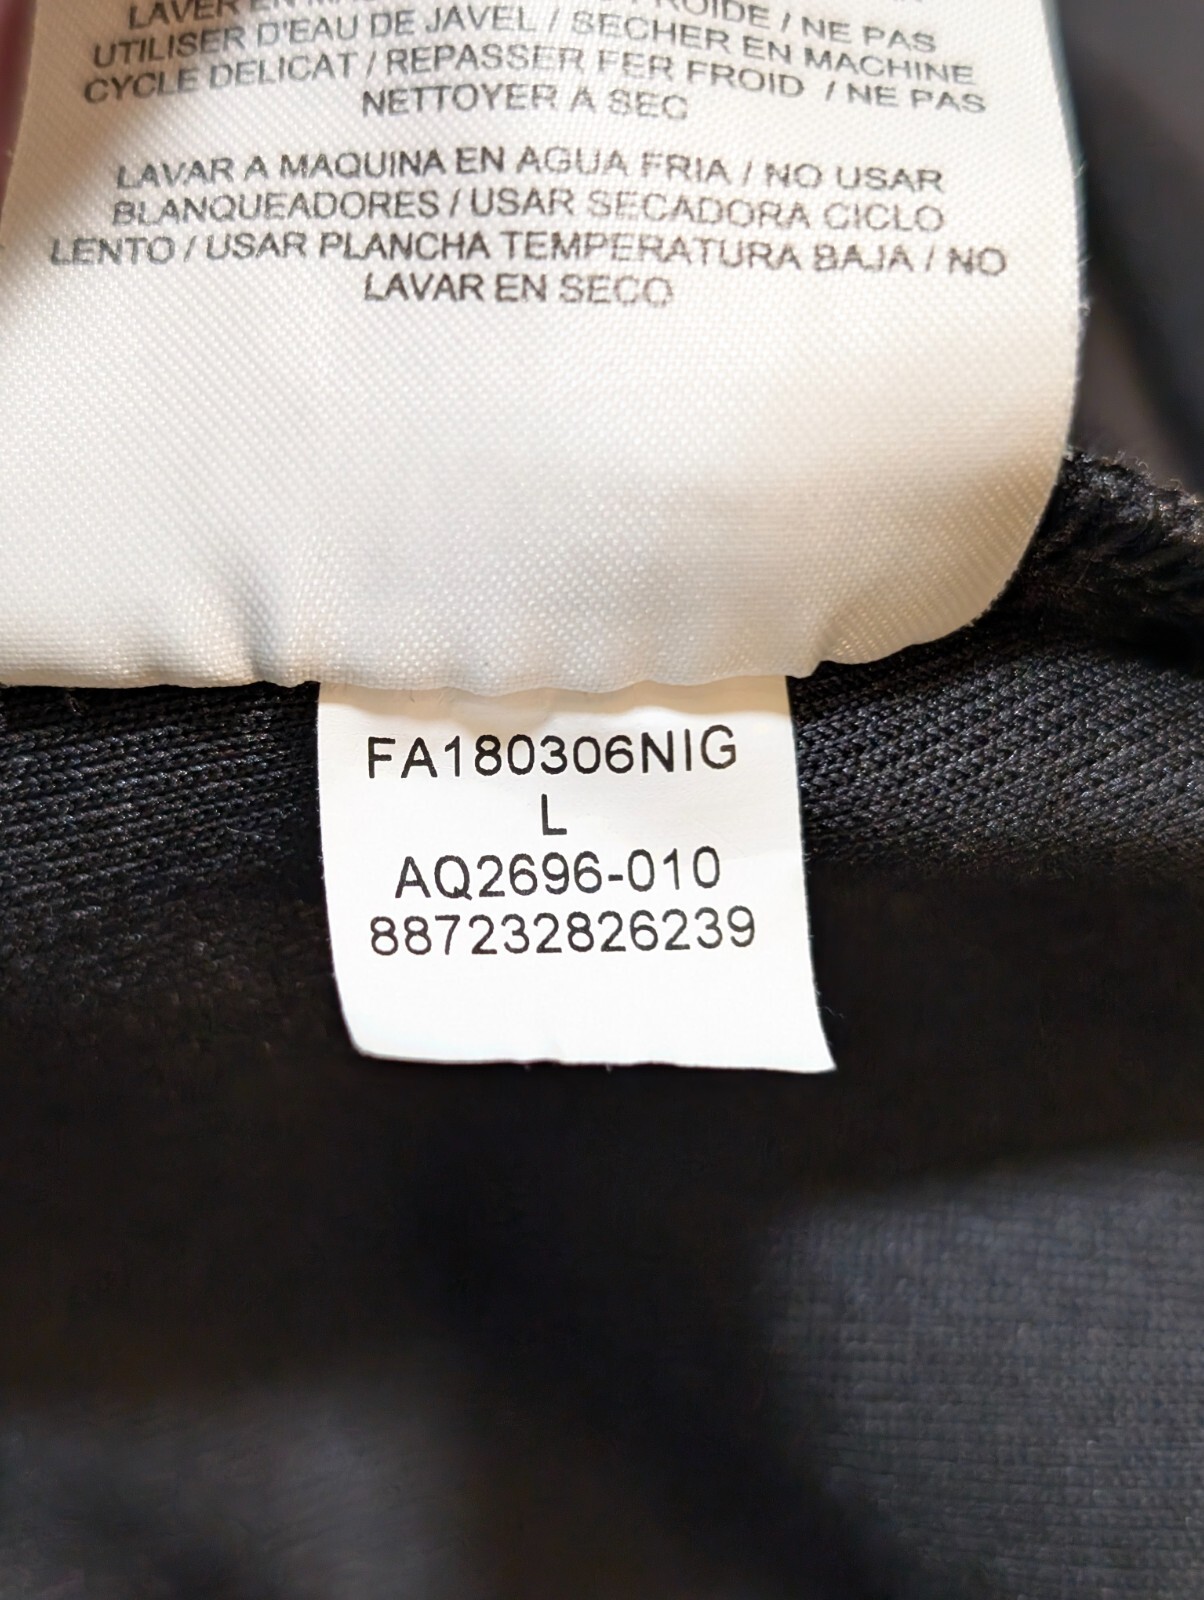 LAVER EN
UTILISER D'EAU DE JAVEL / SECHER EN MACHINE
CYCLE DELICAT / REPASSER FER FROID / NE PAS
NETTOYER A SEC
LAVAR A MAQUINA EN AGUA FRIA / NO USAR
BLANQUEADORES / USAR SECADORA CICLO
LENTO / USAR PLANCHA TEMPERATURA BAJA / NO
LAVAR EN SECO
FA180306NIG
L
AQ2696-010
887232826239